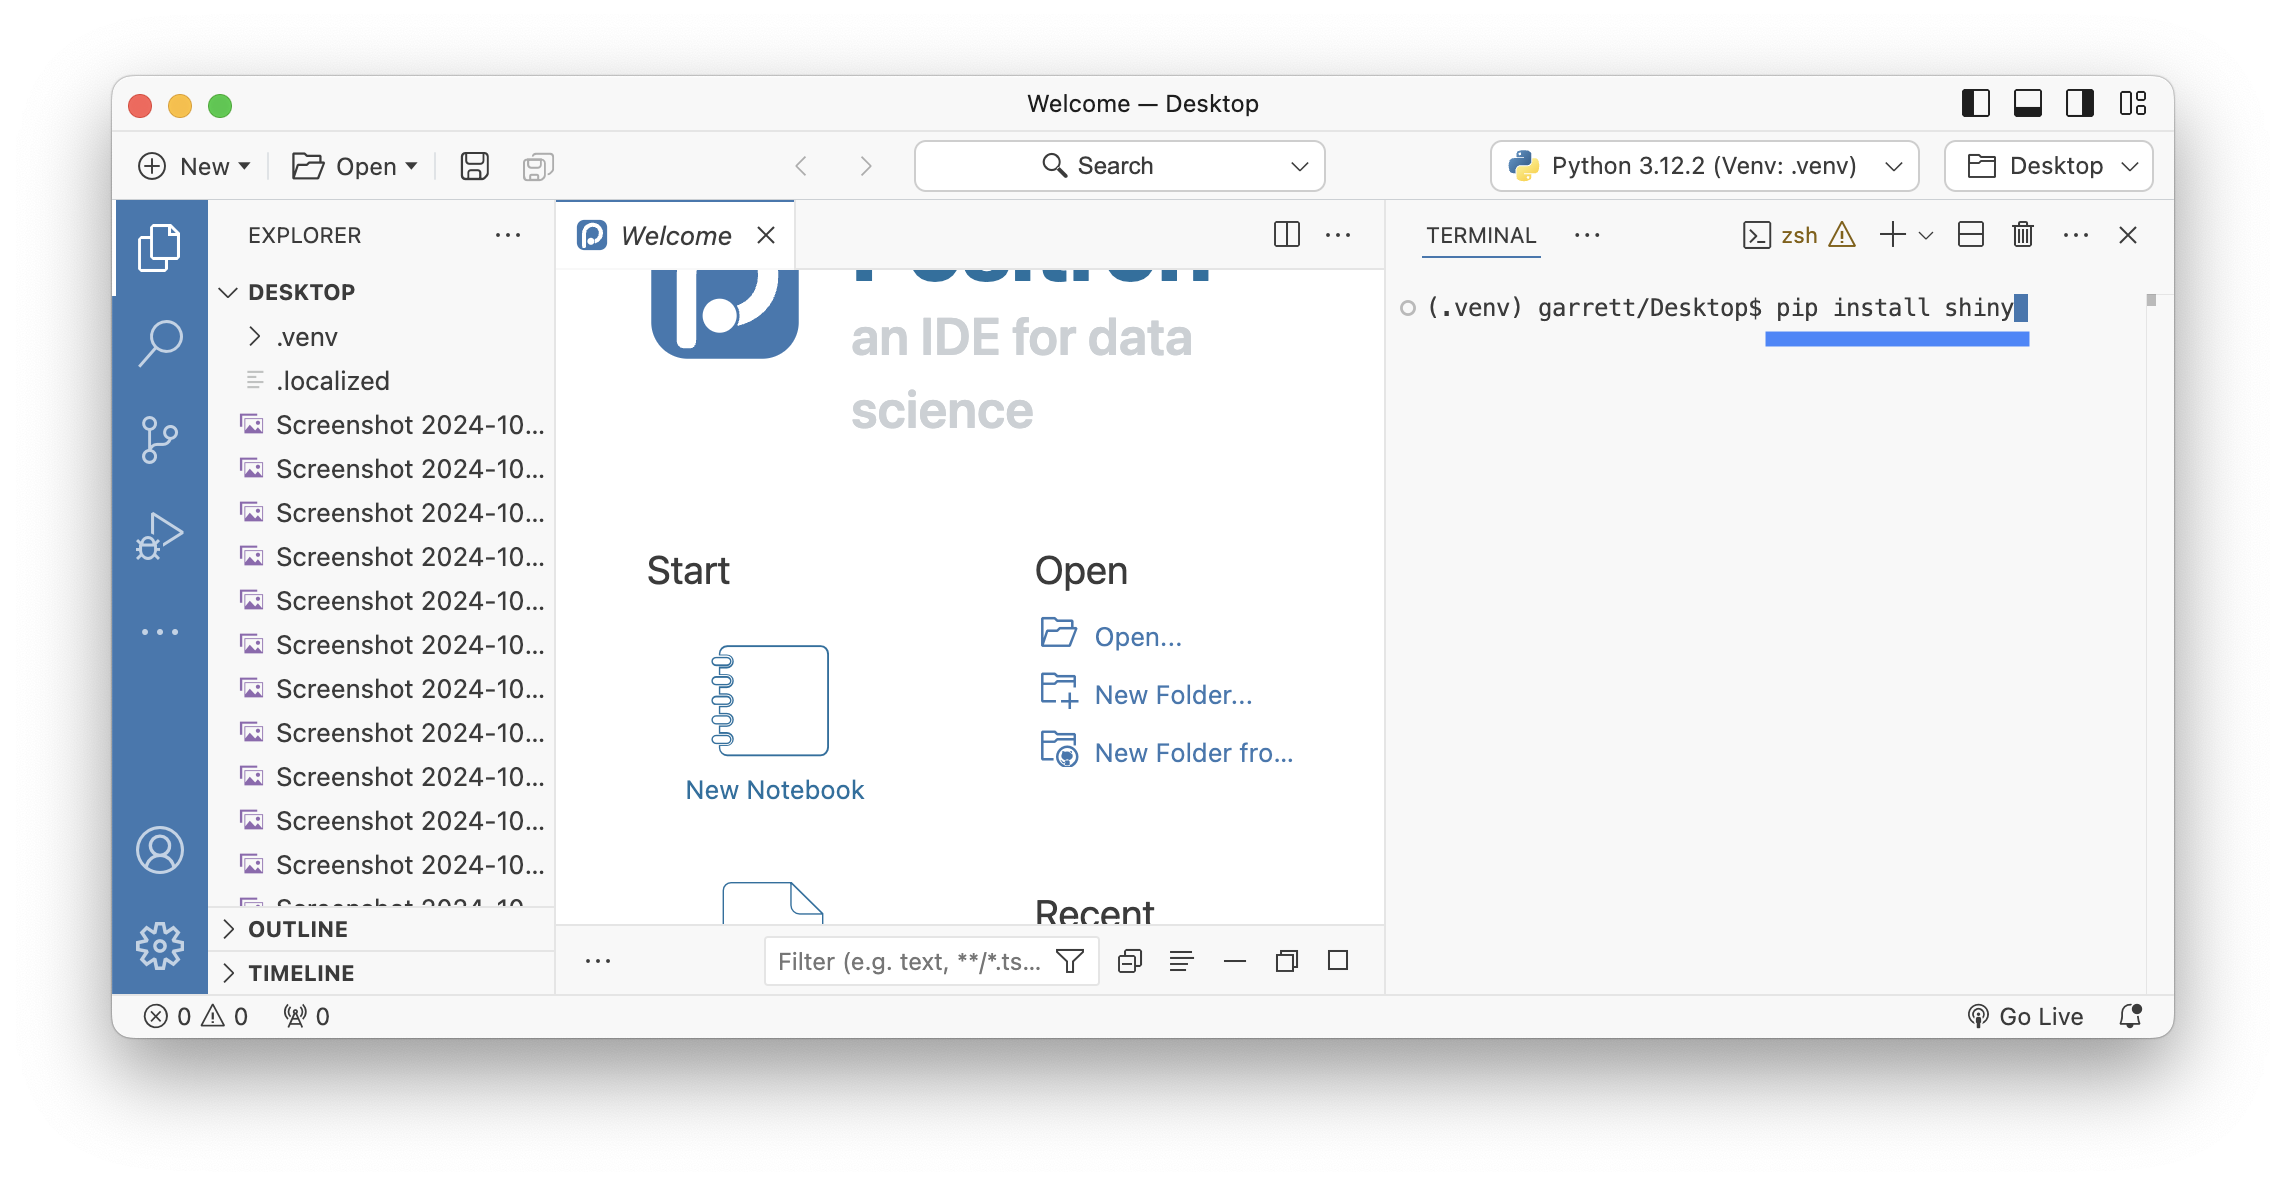 Welcome — Desktop
New
Open
Search
Python 3.12.2 (Venv: .venv)
Desktop
EXPLORER
DESKTOP
.venv
.localized
Screenshot 2024-10...
Screenshot 2024-10...
Screenshot 2024-10...
Screenshot 2024-10...
Screenshot 2024-10...
Screenshot 2024-10...
Screenshot 2024-10...
Screenshot 2024-10...
Screenshot 2024-10...
Screenshot 2024-10...
Screenshot 2024-10...
OUTLINE
TIMELINE
Welcome
an IDE for data
science
Start
New Notebook
Open
Open...
New Folder...
New Folder fro...
Recent
Filter (e.g. text, **/*.ts...
TERMINAL
zsh
(.venv) garrett/Desktop$ pip install shiny
0
0
0
Go Live